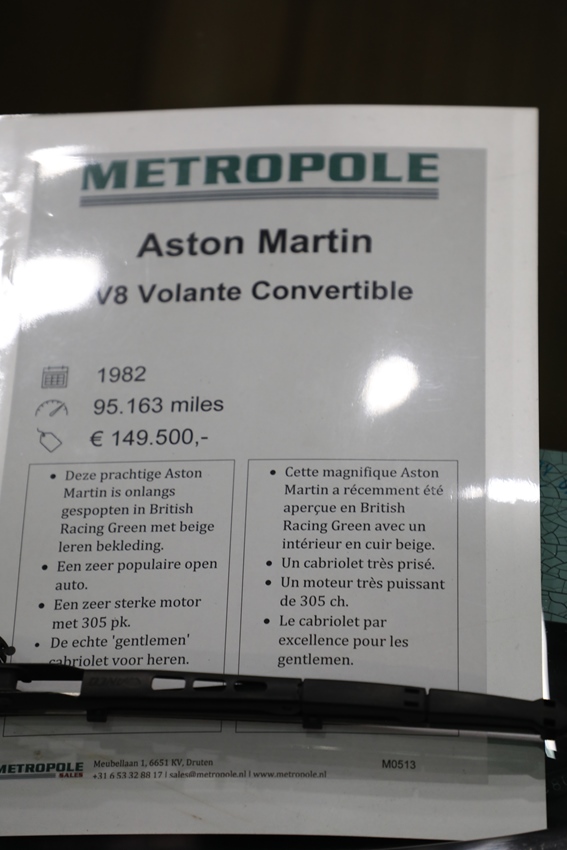 METROPOLE
Aston Martin
V8 Volante Convertible
1982
95.163 miles
€ 149.500,-
• Deze prachtige Aston
Martin is onlangs
gespopten in British
Racing Green met beige
leren bekleding.
• Een zeer populaire open
auto.
• Een zeer sterke motor
met 305 pk.
• De echte 'gentlemen'
cabriolet voor heren.
• Cette magnifique Aston
Martin a récemment été
aperçue en British
Racing Green avec un
intérieur en cuir beige.
• Un cabriolet très prisé.
• Un moteur très puissant
de 305 ch.
• Le cabriolet par
excellence pour les
gentlemen.
METROPOLE
SALES
Meubellaan 1, 6651 KV, Druten
+31 6 53 32 88 17 | sales@metropole.nl | www.metropole.nl
M0513